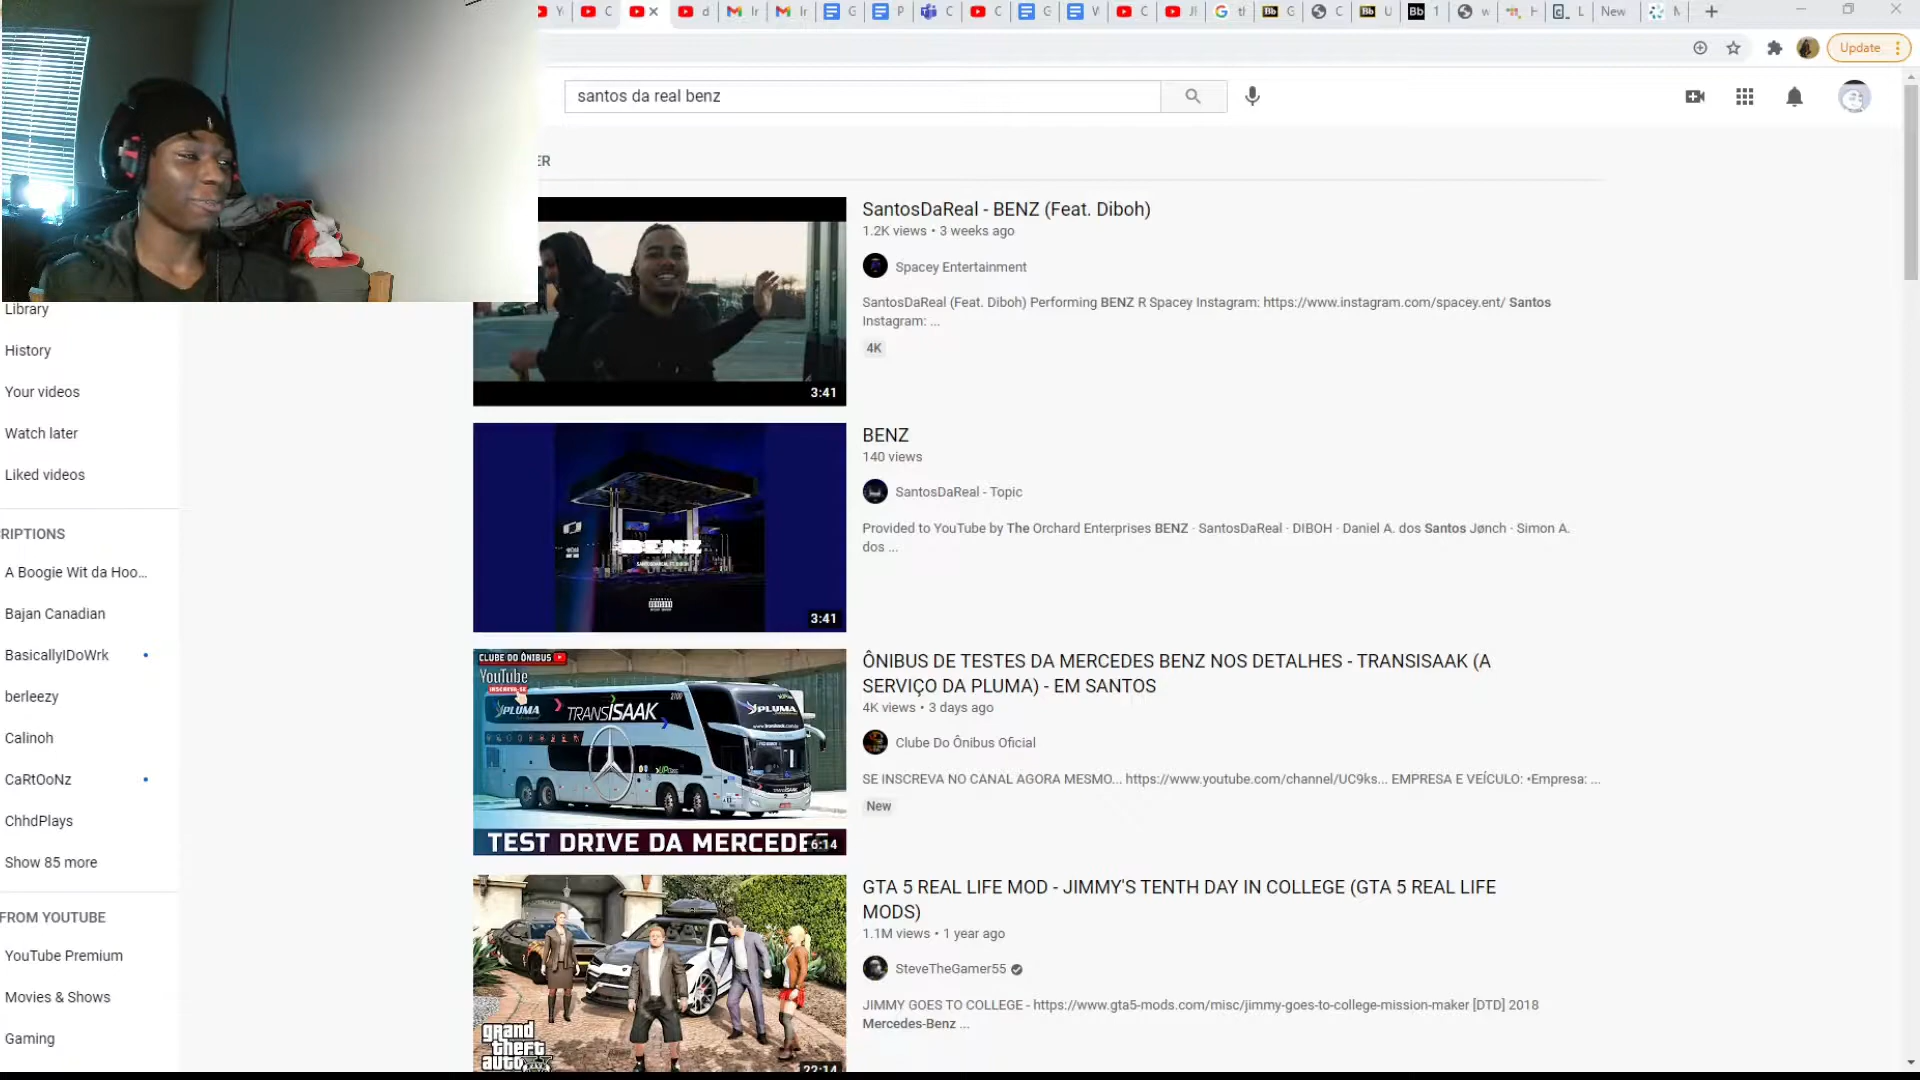 Update
santos da real benz
ER
SantosDaReal - BENZ (Feat. Diboh)
1.2K views • 3 weeks ago
Spacey Entertainment
SantosDaReal (Feat. Diboh) Performing BENZ R Spacey Instagram: https://www.instagram.com/spacey.ent/ Santos
Instagram: ...
4K
3:41
Library
History
Your videos
Watch later
Liked videos
BENZ
140 views
SantosDaReal - Topic
Provided to YouTube by The Orchard Enterprises BENZ · SantosDaReal · DIBOH · Daniel A. dos Santos Jønch · Simon A.
dos ...
BENZ
3:41
RIPTIONS
A Boogie Wit da Hoo...
Bajan Canadian
BasicallyIDoWrk
berleezy
Calinoh
CaRtOoNz
ChhdPlays
Show 85 more
CLUBE DO ÔNIBUS
YouTube
INSCREVA-SE
PLUMA
TRANSISAAK
PLUMA
TEST DRIVE DA MERCEDE
6:14
ÔNIBUS DE TESTES DA MERCEDES BENZ NOS DETALHES - TRANSISAAK (A
SERVIÇO DA PLUMA) - EM SANTOS
4K views • 3 days ago
Clube Do Ônibus Oficial
SE INSCREVA NO CANAL AGORA MESMO... https://www.youtube.com/channel/UC9ks... EMPRESA E VEÍCULO: •Empresa: ...
New
FROM YOUTUBE
YouTube Premium
Movies & Shows
Gaming
grand
theft
auto
22:14
GTA 5 REAL LIFE MOD - JIMMY'S TENTH DAY IN COLLEGE (GTA 5 REAL LIFE
MODS)
1.1M views • 1 year ago
SteveTheGamer55
JIMMY GOES TO COLLEGE - https://www.gta5-mods.com/misc/jimmy-goes-to-college-mission-maker [DTD] 2018
Mercedes-Benz ...